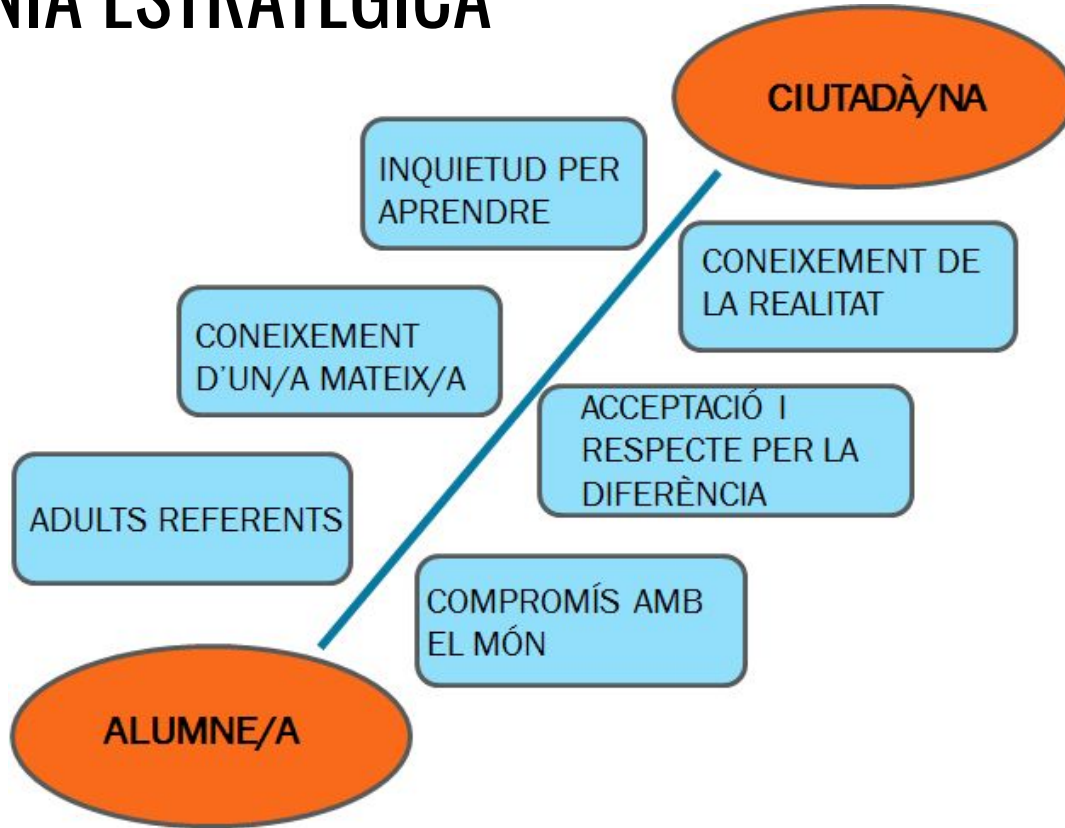 NIA ESTRATÈGICA
CIUTADÀ/NA
INQUIETUD PER
APRENDRE
CONEIXEMENT DE
LA REALITAT
CONEIXEMENT
D'UN/A MATEIX/A
ACCEPTACIÓ I
RESPECTE PER LA
DIFERÈNCIA
ADULTS REFERENTS
COMPROMÍS AMB
EL MÓN
ALUMNE/A